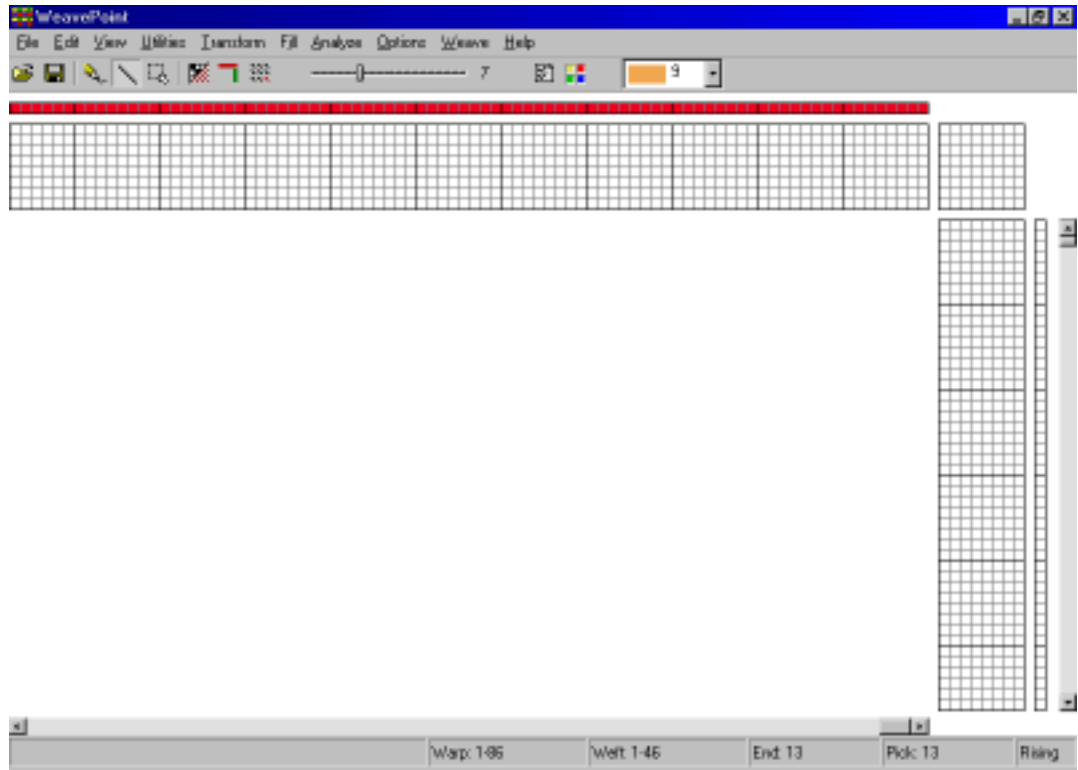 WeavePoint
File Edit View Utilities Transform Fill Analyze Options Weave Help
7 9
Warp: 1-86 Weft: 1-46 End: 13 Pick: 13 Rising